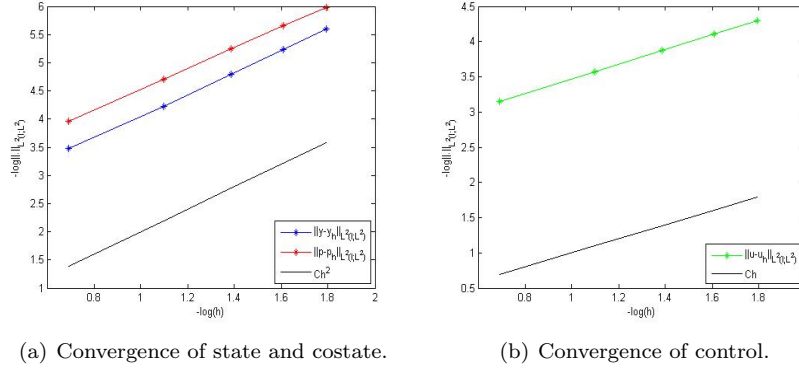 6
5.5
5
4.5
4
3.5
3
2.5
2
1.5
1
-log||.||L²(I;L²)
||y-yh||L²(I;L²)
||p-ph||L²(I;L²)
Ch²
0.8 1 1.2 1.4 1.6 1.8 2
-log(h)
(a) Convergence of state and costate.
4.5
4
3.5
3
2.5
2
1.5
1
0.5
-log||.||L²(I;L²)
||u-uh||L²(I;L²)
Ch
0.8 1 1.2 1.4 1.6 1.8
-log(h)
(b) Convergence of control.